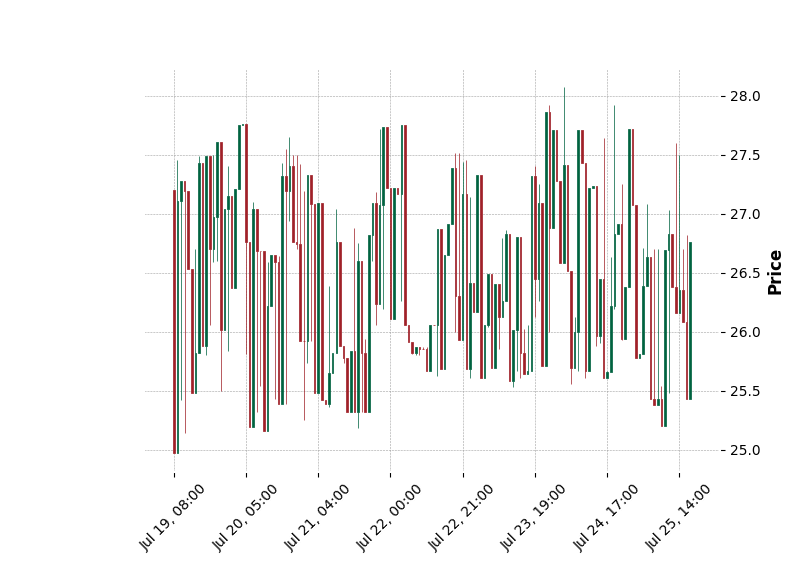 28.0
27.5
27.0
26.5
26.0
25.5
25.0
Price
Jul 19, 08:00
Jul 20, 05:00
Jul 21, 04:00
Jul 22, 00:00
Jul 22, 21:00
Jul 23, 19:00
Jul 24, 17:00
Jul 25, 14:00